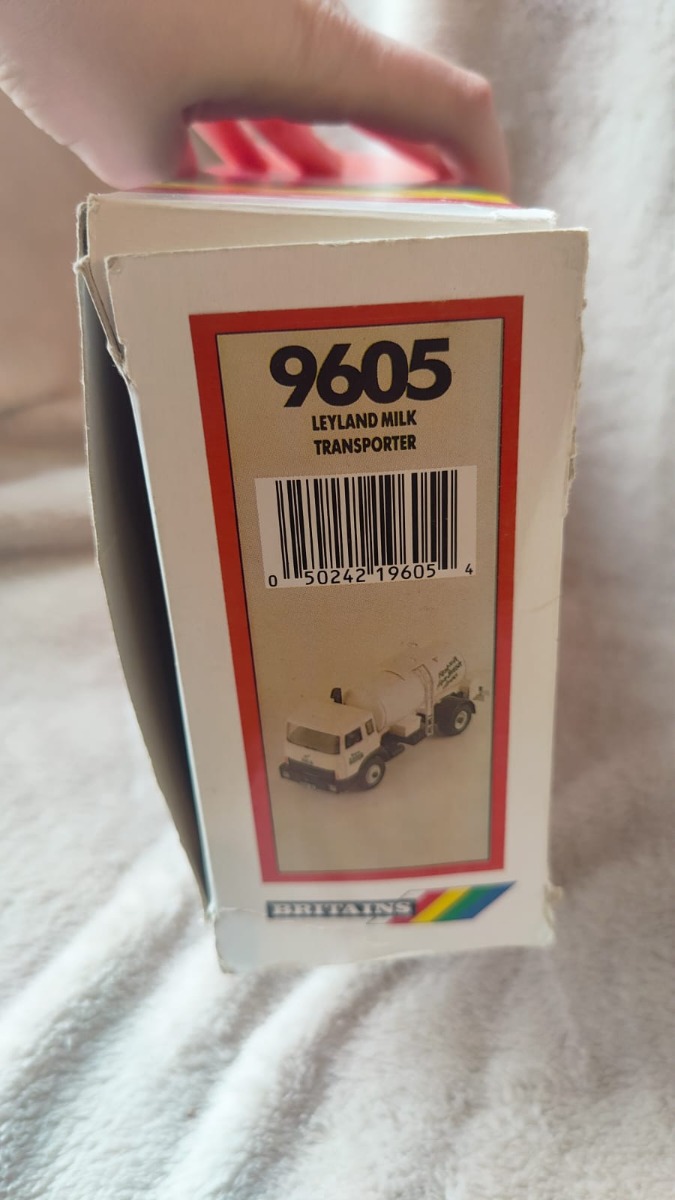 9605
LEYLAND MILK
TRANSPORTER
0 50242 19605 4
BRITAINS